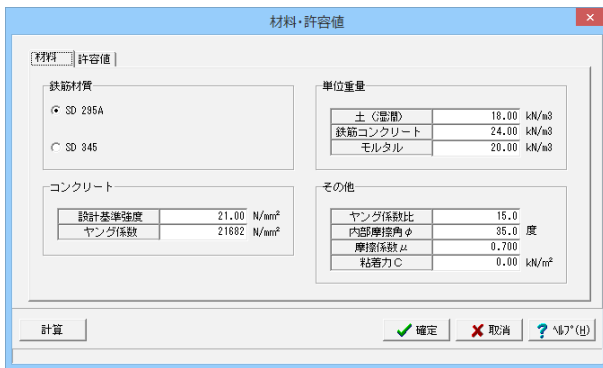 材料・許容値
材料 許容値
鉄筋材質
SD 295A
SD 345
単位重量
土（湿潤） 18.00 kN/m3
鉄筋コンクリート 24.00 kN/m3
モルタル 20.00 kN/m3
コンクリート
設計基準強度 21.00 N/mm²
ヤング係数 21682 N/mm²
その他
ヤング係数比 15.0
内部摩擦角φ 35.0 度
摩擦係数μ 0.700
粘着力C 0.00 kN/m²
計算 確定 取消 ﾍﾙﾌﾟ(H)